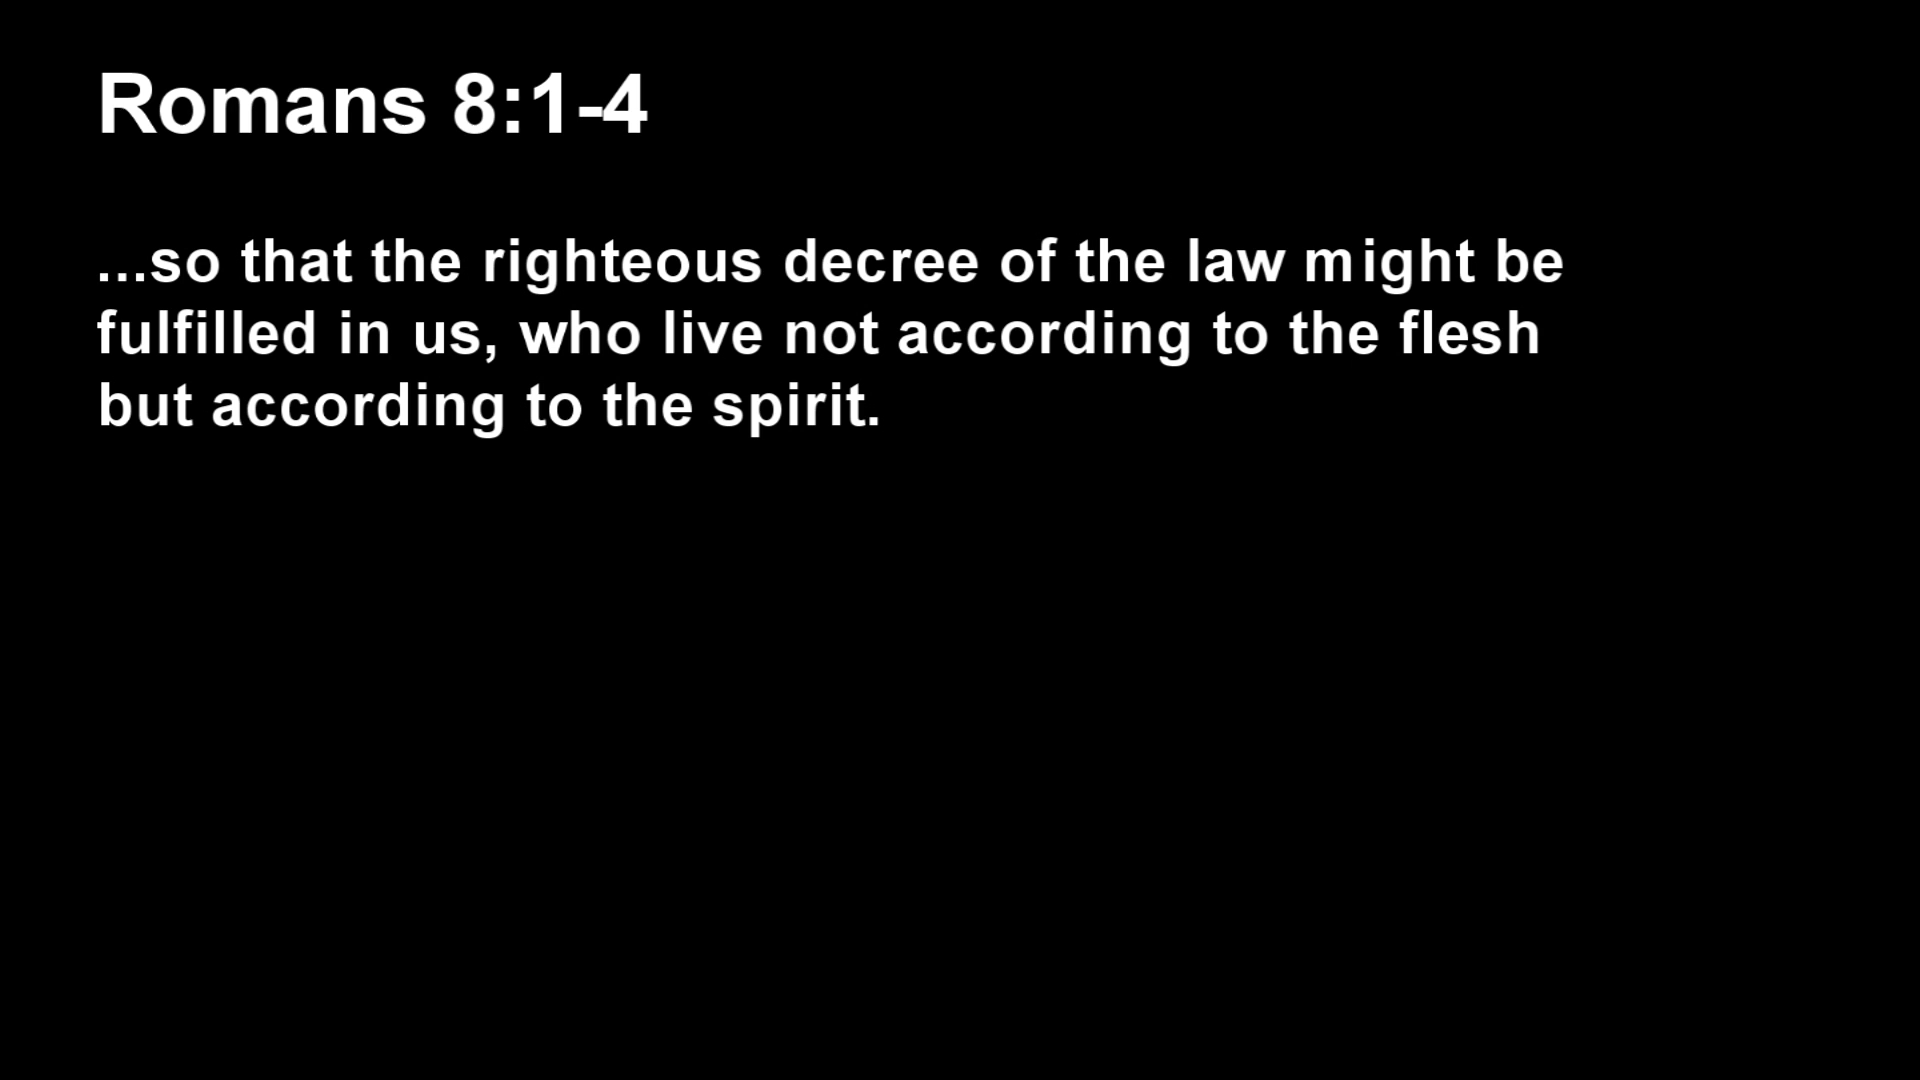 Romans 8:1-4
...so that the righteous decree of the law might be
fulfilled in us, who live not according to the flesh
but according to the spirit.